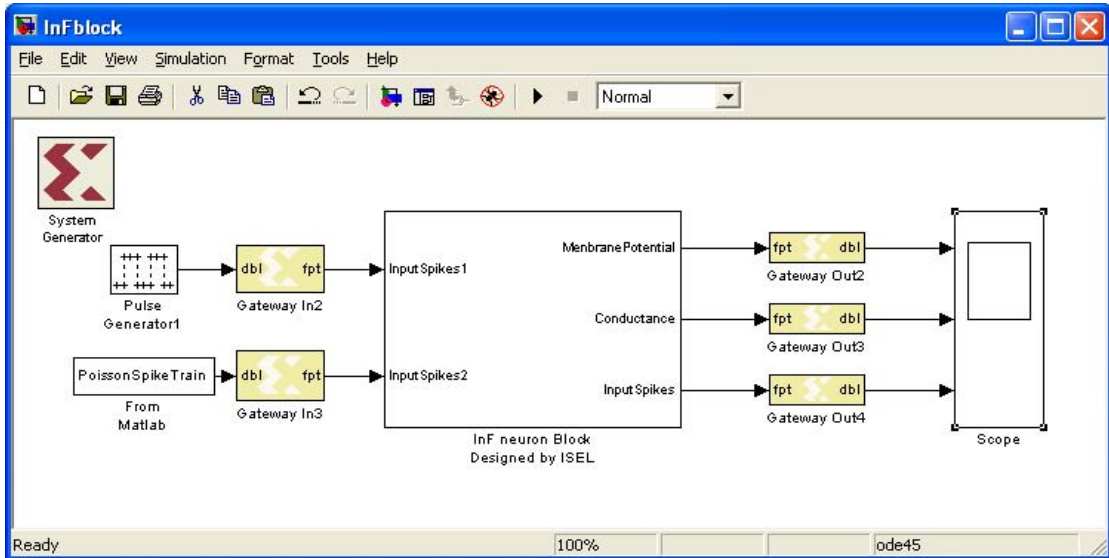 InFblock
File Edit View Simulation Format Tools Help
Normal
System
Generator
Pulse
Generator1
dbl fpt
Gateway In2
PoissonSpikeTrain
From
Matlab
dbl fpt
Gateway In3
InputSpikes1
InputSpikes2
MenbranePotential
Conductance
InputSpikes
InF neuron Block
Designed by ISEL
fpt dbl
Gateway Out2
fpt dbl
Gateway Out3
fpt dbl
Gateway Out4
Scope
Ready 100% ode45